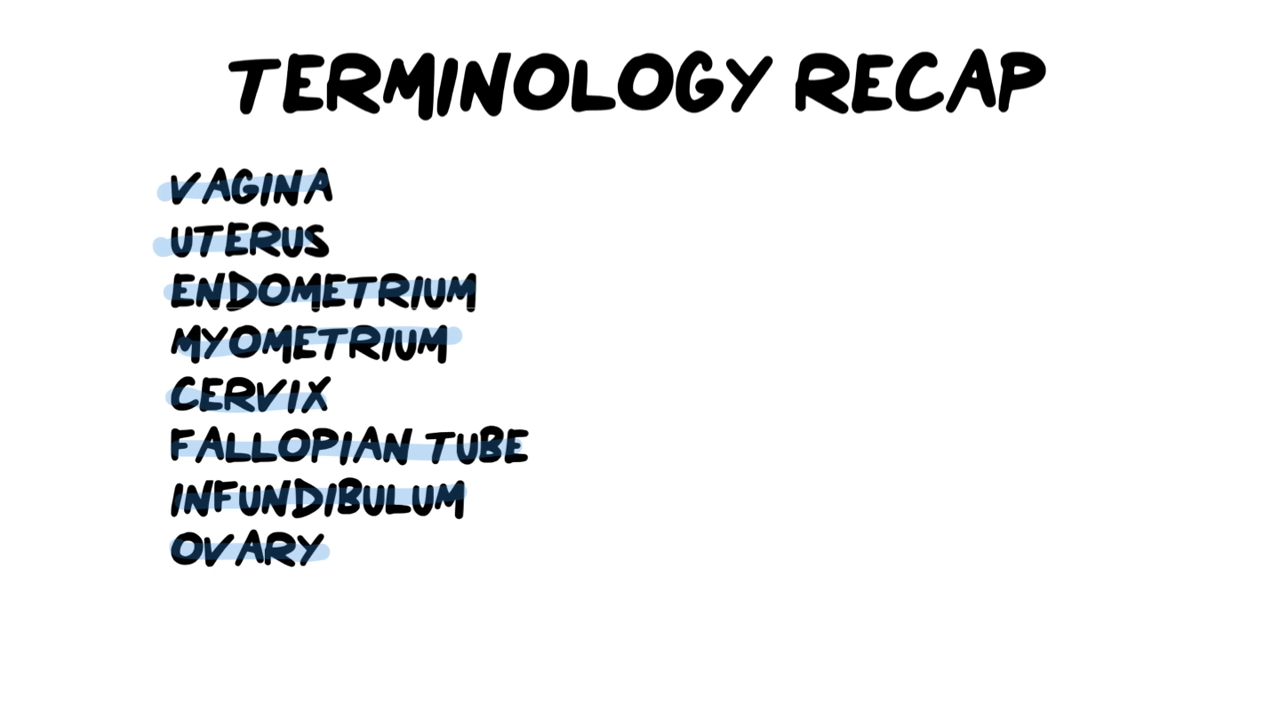 TERMINOLOGY RECAP
VAGINA
UTERUS
ENDOMETRIUM
MYOMETRIUM
CERVIX
FALLOPIAN TUBE
INFUNDIBULUM
OVARY